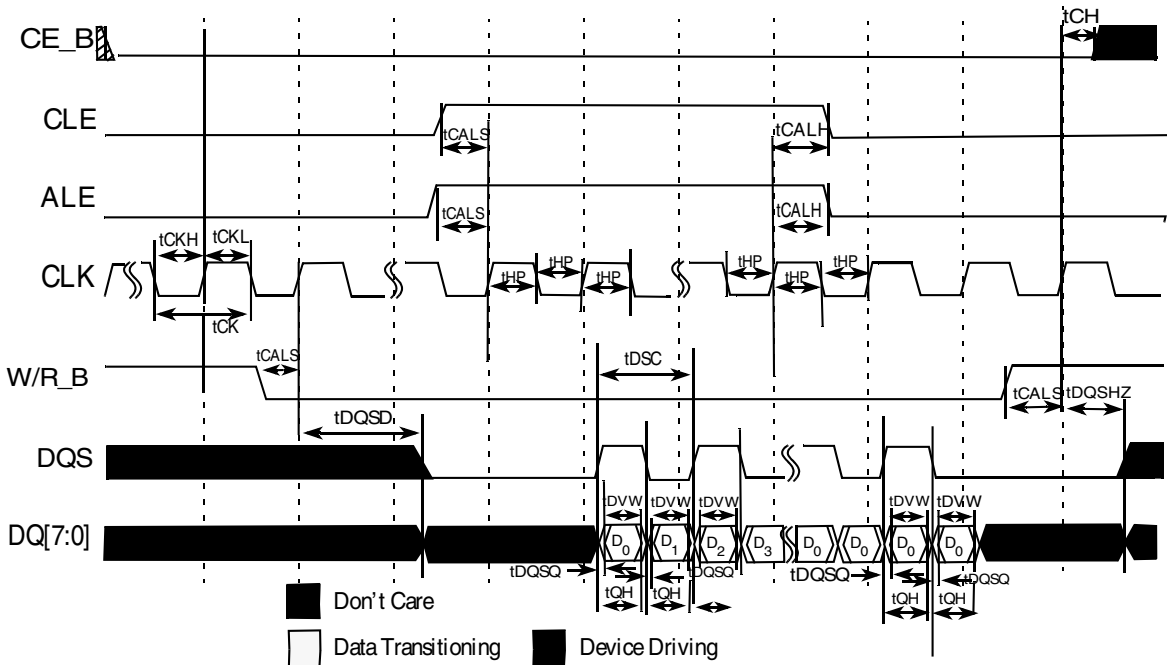 tCH
CE_B
CLE
tCALS
tCALH
ALE
tCALS
tCALH
tCKH tCKL
CLK
tHP tHP tHP tHP tHP tHP
tCK
tCALS
tDSC
W/R_B
tCALS tDQSHZ
tDQSD
DQS
tDVW tDVW tDVW tDVW tDVW
DQ[7:0]
D0 D1 D2 D3 D0 D0 D0 D0
tDQSQ tDQSQ tDQSQ tDQSQ
tQH tQH tQH tQH
Don't Care
Data Transitioning Device Driving